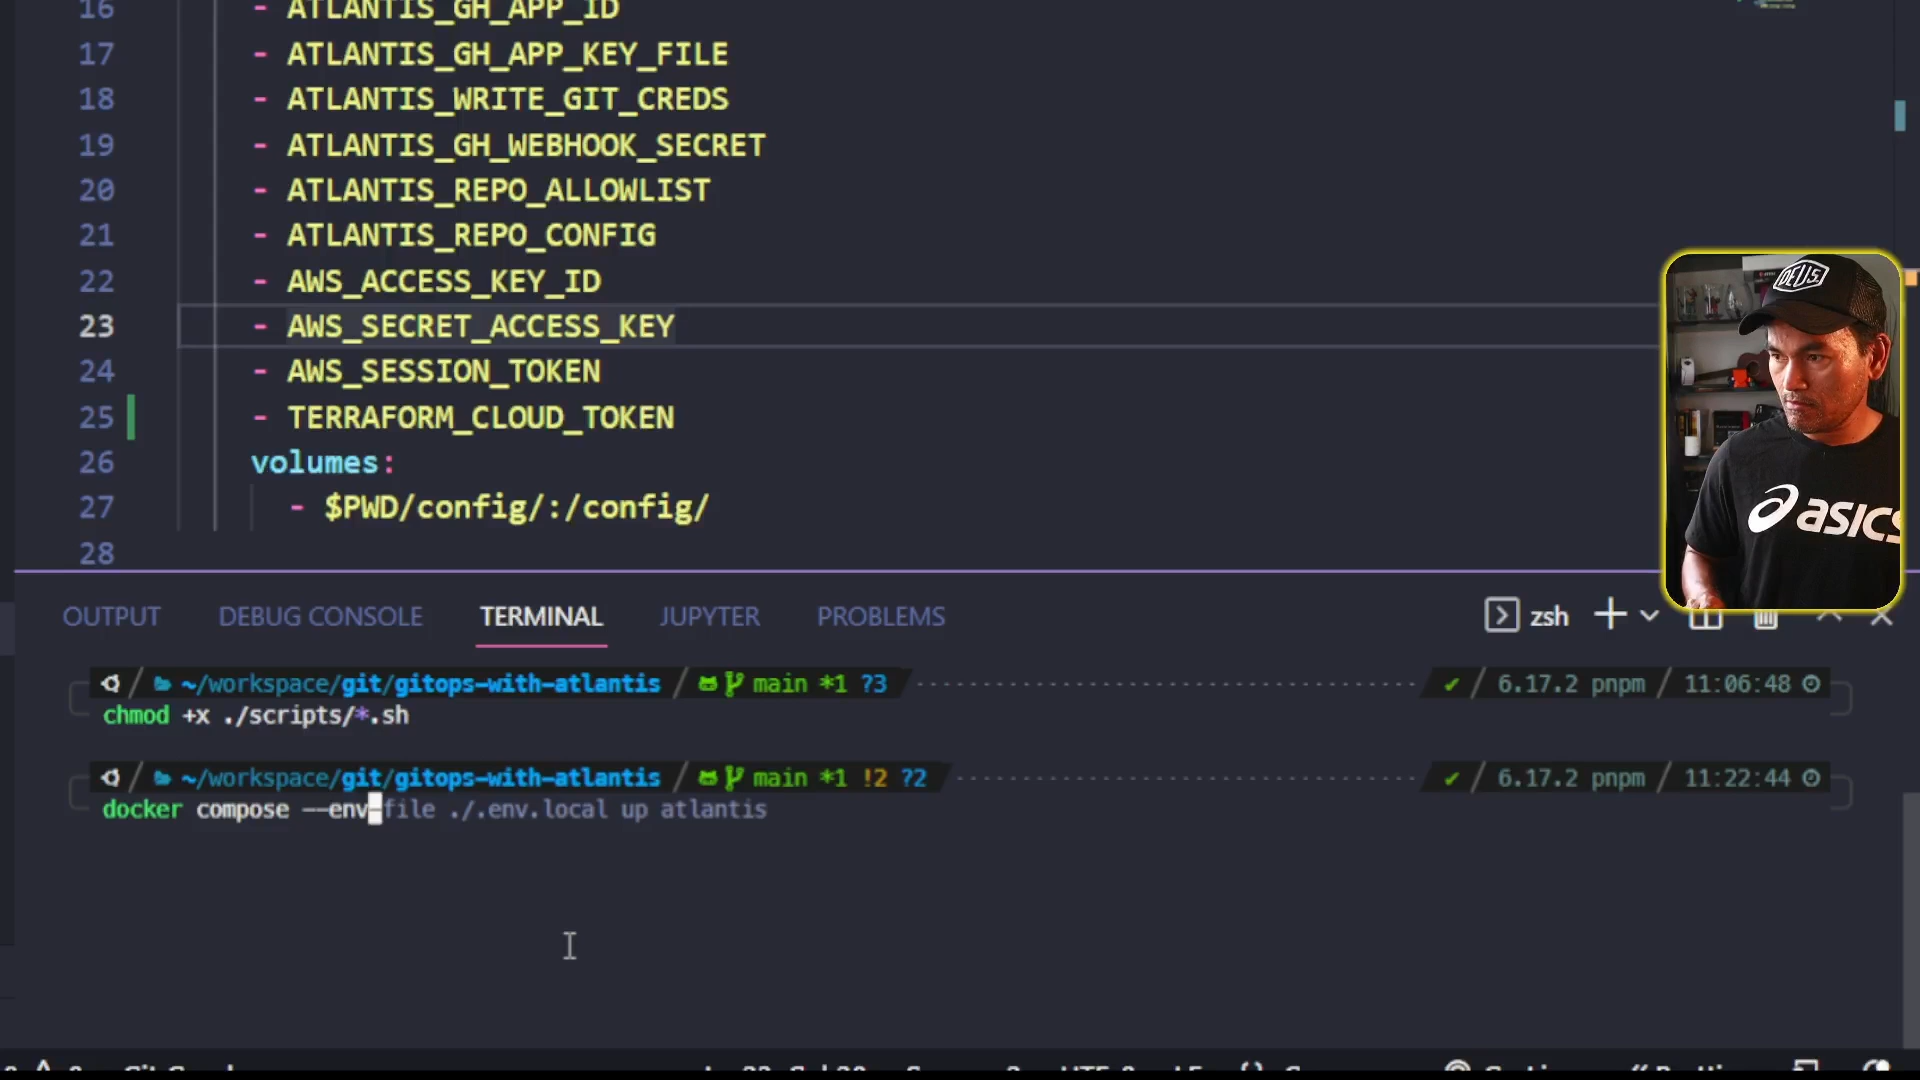 16 - ATLANTIS_GH_APP_ID
17 - ATLANTIS_GH_APP_KEY_FILE
18 - ATLANTIS_WRITE_GIT_CREDS
19 - ATLANTIS_GH_WEBHOOK_SECRET
20 - ATLANTIS_REPO_ALLOWLIST
21 - ATLANTIS_REPO_CONFIG
22 - AWS_ACCESS_KEY_ID
23 - AWS_SECRET_ACCESS_KEY
24 - AWS_SESSION_TOKEN
25 - TERRAFORM_CLOUD_TOKEN
26 volumes:
27 - $PWD/config/:/config/
28
DEUS
asics
OUTPUT DEBUG CONSOLE TERMINAL JUPYTER PROBLEMS zsh
~/workspace/git/gitops-with-atlantis main *1 ?3 ✔ 6.17.2 pnpm 11:06:48
chmod +x ./scripts/*.sh
~/workspace/git/gitops-with-atlantis main *1 !2 ?2 ✔ 6.17.2 pnpm 11:22:44
docker compose --env-file ./.env.local up atlantis